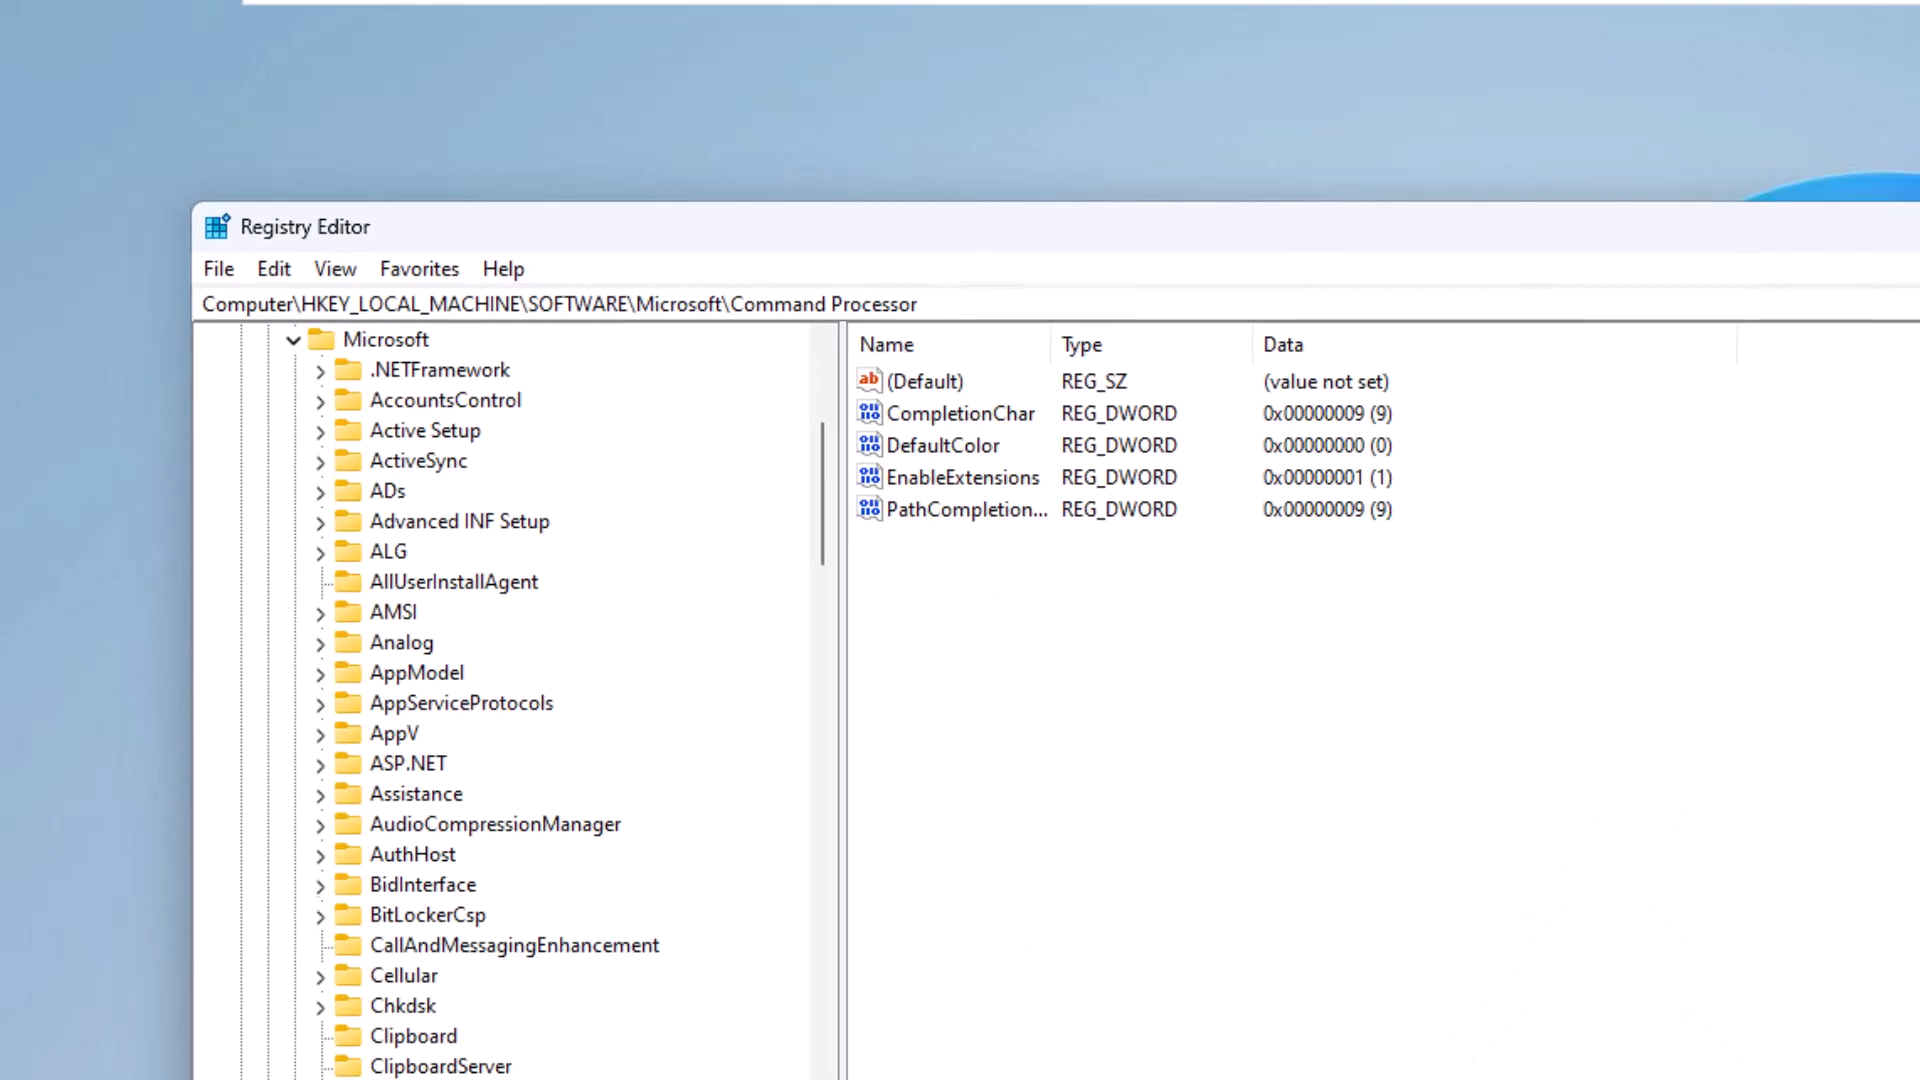 Registry Editor
File Edit View Favorites Help
Computer\HKEY_LOCAL_MACHINE\SOFTWARE\Microsoft\Command Processor
Microsoft
.NETFramework
AccountsControl
Active Setup
ActiveSync
ADs
Advanced INF Setup
ALG
AllUserInstallAgent
AMSI
Analog
AppModel
AppServiceProtocols
AppV
ASP.NET
Assistance
AudioCompressionManager
AuthHost
BidInterface
BitLockerCsp
CallAndMessagingEnhancement
Cellular
Chkdsk
Clipboard
ClipboardServer
Name Type Data
(Default) REG_SZ (value not set)
CompletionChar REG_DWORD 0x00000009 (9)
DefaultColor REG_DWORD 0x00000000 (0)
EnableExtensions REG_DWORD 0x00000001 (1)
PathCompletion... REG_DWORD 0x00000009 (9)